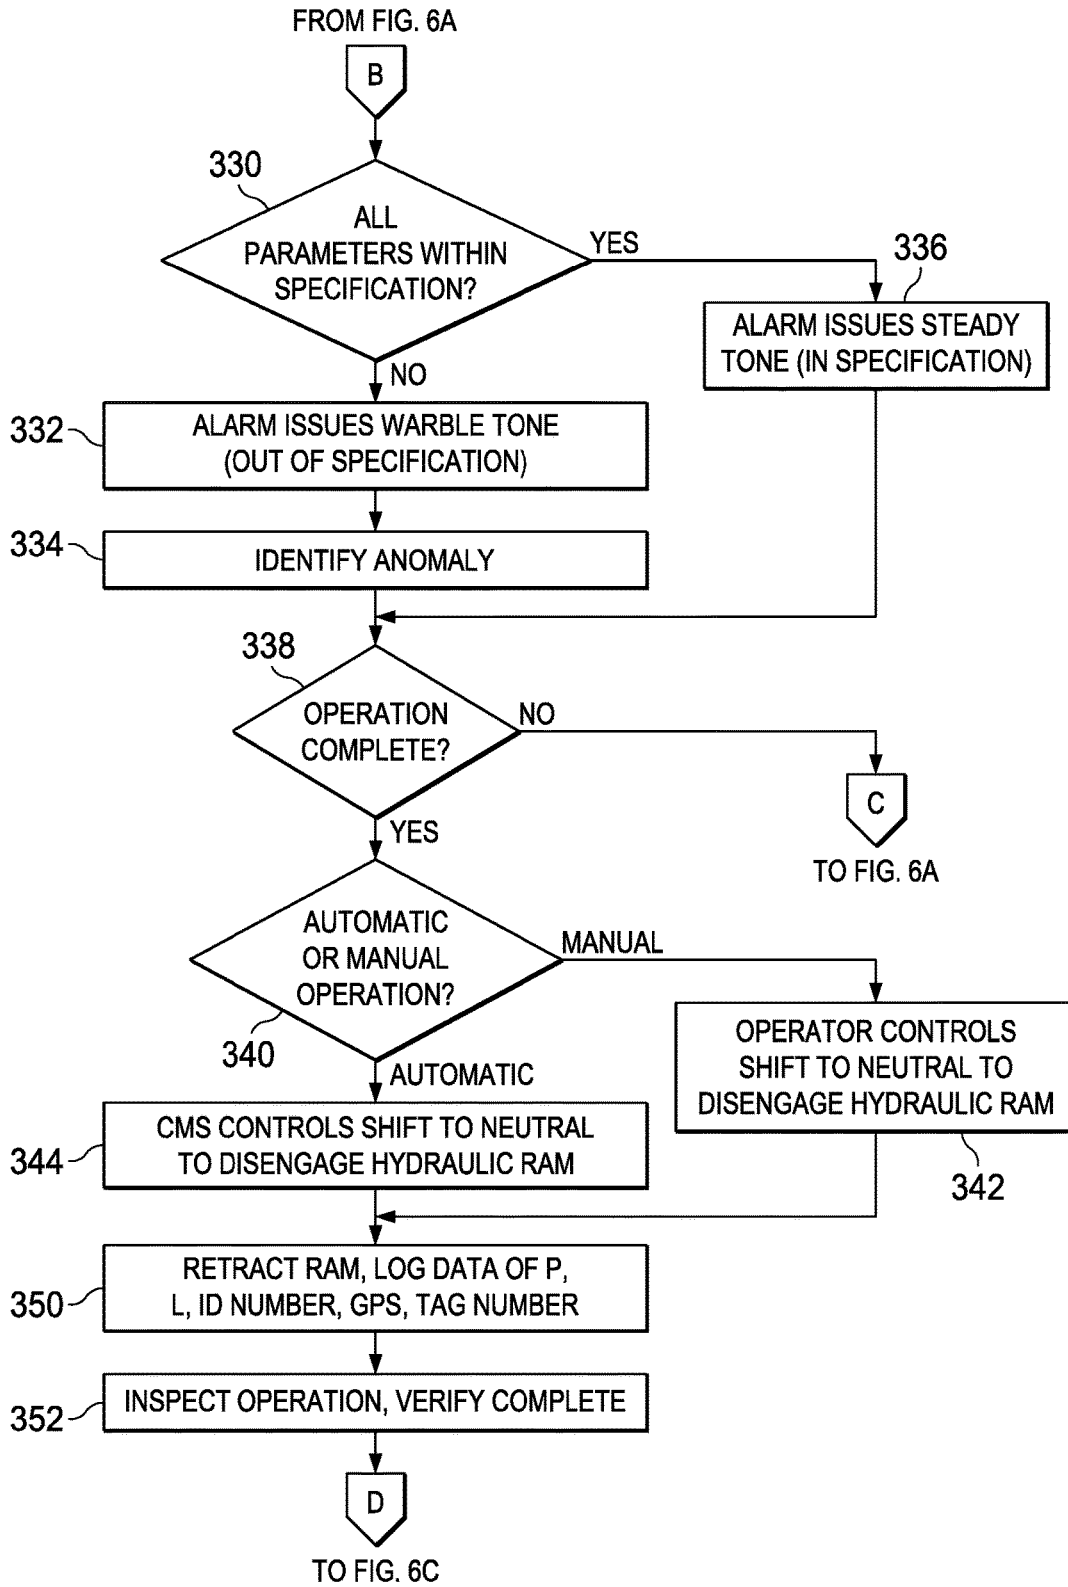 FROM FIG. 6A
B
330
ALL
PARAMETERS WITHIN
SPECIFICATION?
YES
336
ALARM ISSUES STEADY
TONE (IN SPECIFICATION)
NO
332
ALARM ISSUES WARBLE TONE
(OUT OF SPECIFICATION)
334
IDENTIFY ANOMALY
338
OPERATION
COMPLETE?
NO
C
TO FIG. 6A
YES
AUTOMATIC
OR MANUAL
OPERATION?
MANUAL
340
OPERATOR CONTROLS
SHIFT TO NEUTRAL TO
DISENGAGE HYDRAULIC RAM
342
AUTOMATIC
344
CMS CONTROLS SHIFT TO NEUTRAL
TO DISENGAGE HYDRAULIC RAM
350
RETRACT RAM, LOG DATA OF P,
L, ID NUMBER, GPS, TAG NUMBER
352
INSPECT OPERATION, VERIFY COMPLETE
D
TO FIG. 6C